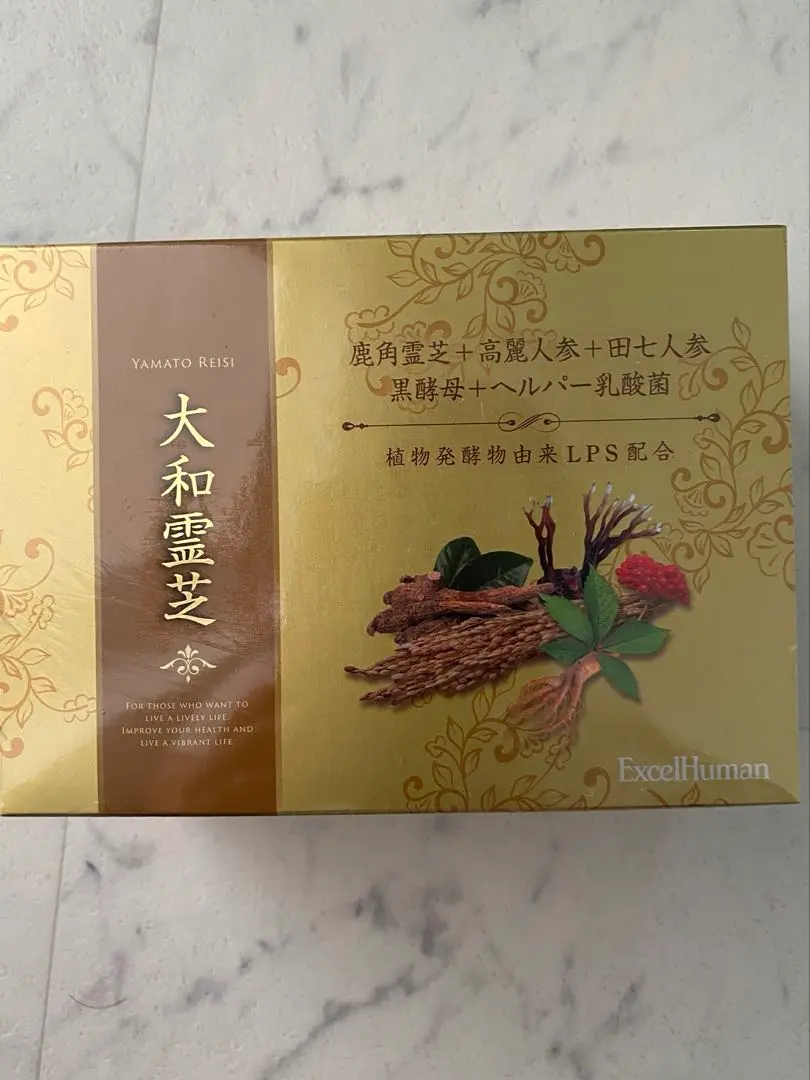 YAMATO REISI
大和霊芝
FOR THOSE WHO WANT TO
LIVE A LIVELY LIFE.
IMPROVE YOUR HEALTH AND
LIVE A VIBRANT LIFE.
鹿角霊芝+高麗人参+田七人参
黒酵母+ヘルパー乳酸菌
植物発酵物由来LPS配合
ExcelHuman